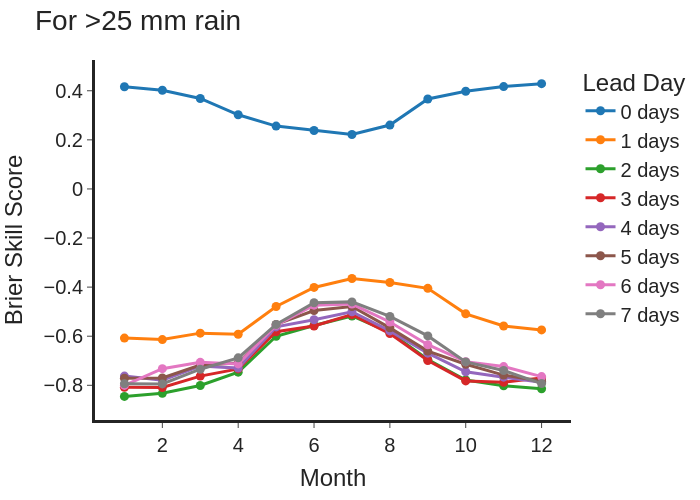 For >25 mm rain
Brier Skill Score
0.4
0.2
0
−0.2
−0.4
−0.6
−0.8
2
4
6
8
10
12
Month
Lead Day
0 days
1 days
2 days
3 days
4 days
5 days
6 days
7 days